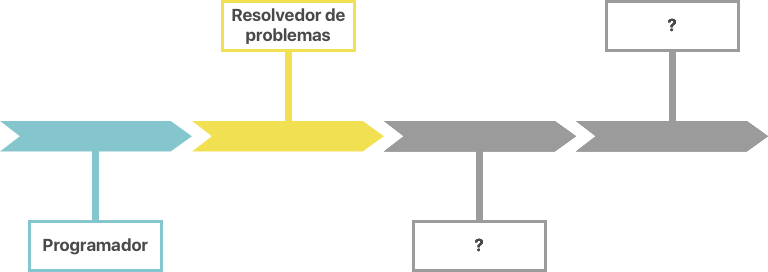 Resolvedor de
problemas
?
Programador
?